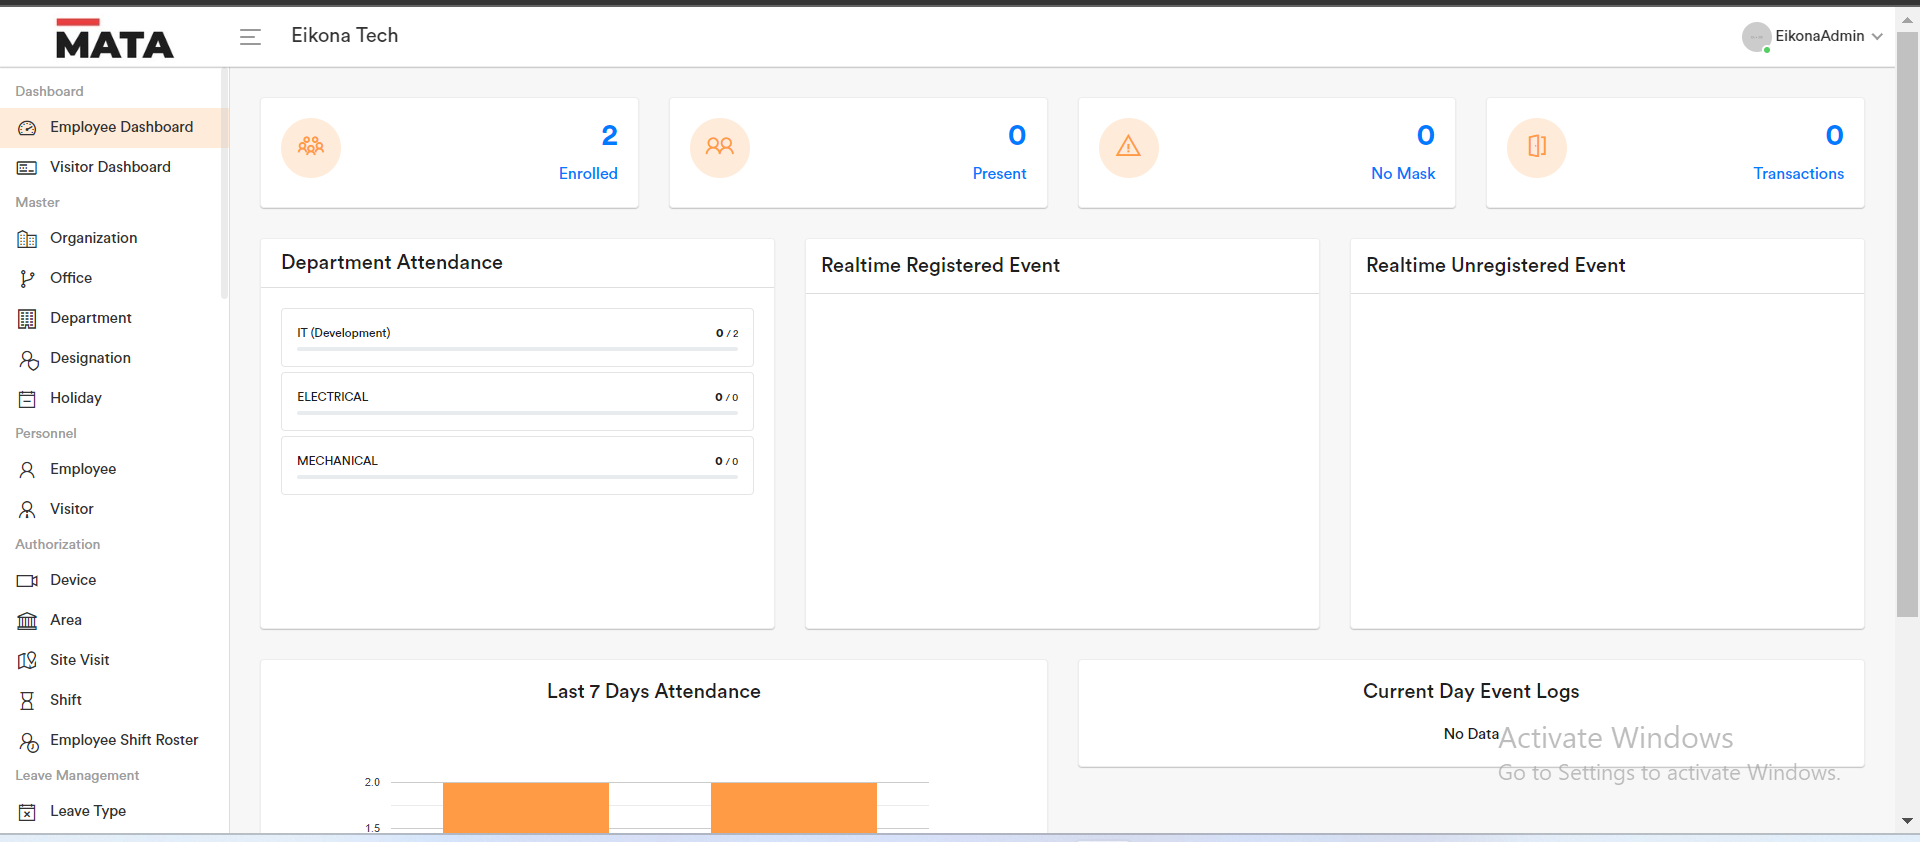 MATA
Eikona Tech
EikonaAdmin
Dashboard
Employee Dashboard
Visitor Dashboard
Master
Organization
Office
Department
Designation
Holiday
Personnel
Employee
Visitor
Authorization
Device
Area
Site Visit
Shift
Employee Shift Roster
Leave Management
Leave Type
2
Enrolled
0
Present
0
No Mask
0
Transactions
Department Attendance
IT (Development) 0 / 2
ELECTRICAL 0 / 0
MECHANICAL 0 / 0
Realtime Registered Event
Realtime Unregistered Event
Last 7 Days Attendance
2.0
1.5
Current Day Event Logs
No Data
Activate Windows
Go to Settings to activate Windows.